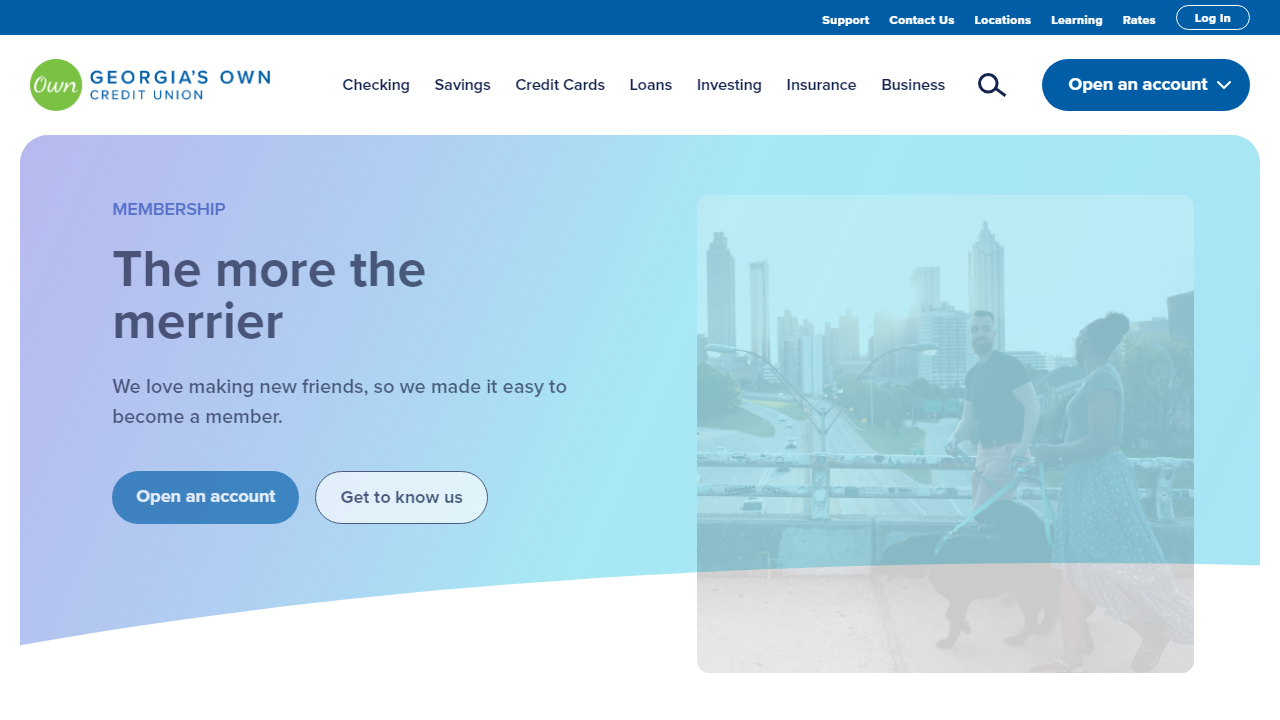 Support Contact Us Locations Learning Rates Log In
Own GEORGIA'S OWN
CREDIT UNION
Checking Savings Credit Cards Loans Investing Insurance Business Open an account
MEMBERSHIP
The more the
merrier
We love making new friends, so we made it easy to
become a member.
Open an account Get to know us